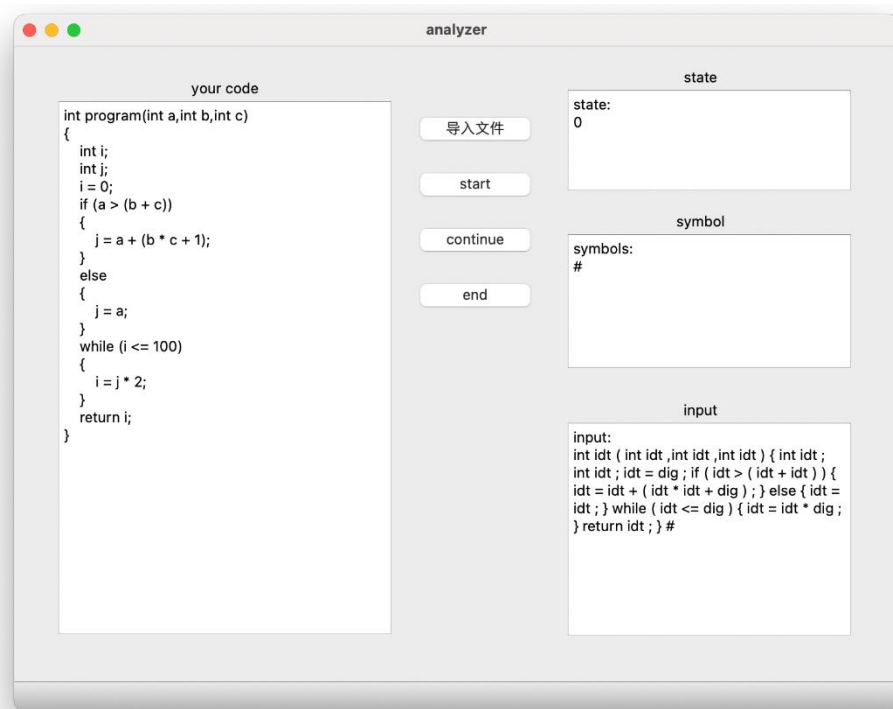 analyzer
your code
int program(int a,int b,int c)
{
int i;
int j;
i = 0;
if (a > (b + c))
{
j = a + (b * c + 1);
}
else
{
j = a;
}
while (i <= 100)
{
i = j * 2;
}
return i;
}
导入文件
start
continue
end
state
state:
0
symbol
symbols:
#
input
input:
int idt ( int idt ,int idt ,int idt ) { int idt ;
int idt ; idt = dig ; if ( idt > ( idt + idt ) ) {
idt = idt + ( idt * idt + dig ) ; } else { idt =
idt ; } while ( idt <= dig ) { idt = idt * dig ;
} return idt ; } #